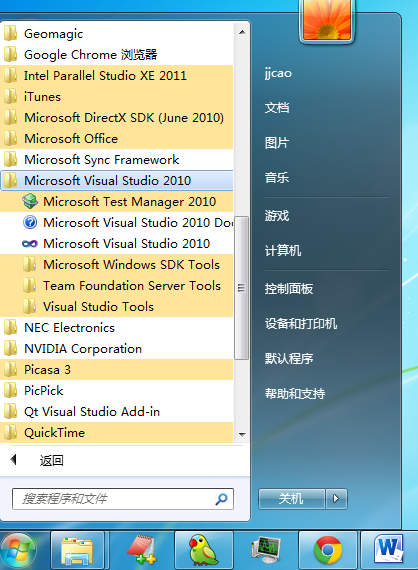 Geomagic
Google Chrome 浏览器
Intel Parallel Studio XE 2011
iTunes
Microsoft DirectX SDK (June 2010)
Microsoft Office
Microsoft Sync Framework
Microsoft Visual Studio 2010
Microsoft Test Manager 2010
Microsoft Visual Studio 2010 Doc
Microsoft Visual Studio 2010
Microsoft Windows SDK Tools
Team Foundation Server Tools
Visual Studio Tools
NEC Electronics
NVIDIA Corporation
Picasa 3
PicPick
Qt Visual Studio Add-in
QuickTime
返回
搜索程序和文件
jjcao
文档
图片
音乐
游戏
计算机
控制面板
设备和打印机
默认程序
帮助和支持
关机
W